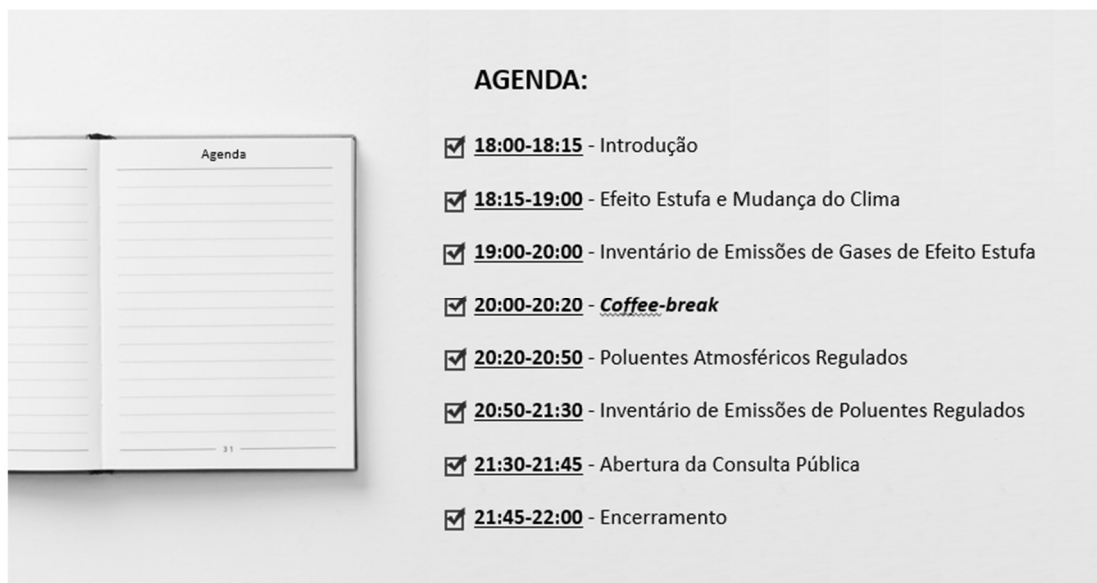 AGENDA:
Agenda
18:00-18:15 - Introdução
18:15-19:00 - Efeito Estufa e Mudança do Clima
19:00-20:00 - Inventário de Emissões de Gases de Efeito Estufa
20:00-20:20 - Coffee-break
20:20-20:50 - Poluentes Atmosféricos Regulados
20:50-21:30 - Inventário de Emissões de Poluentes Regulados
21:30-21:45 - Abertura da Consulta Pública
21:45-22:00 - Encerramento
31